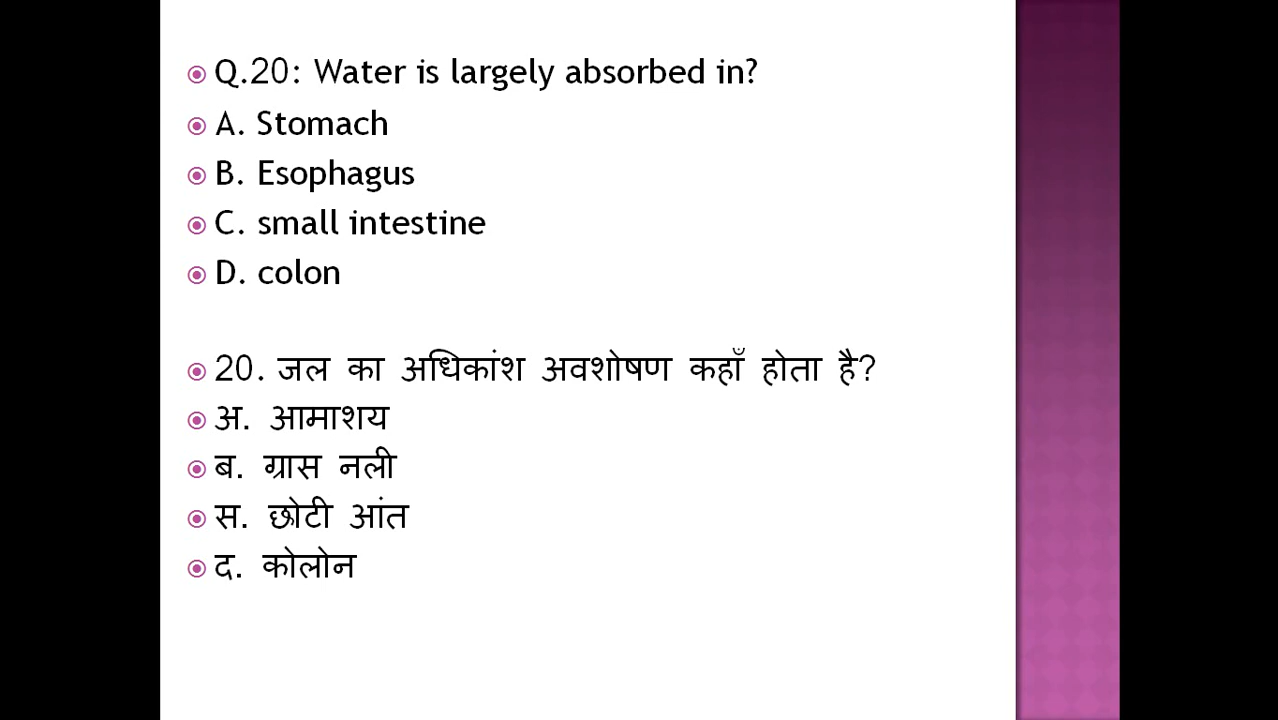 Q.20: Water is largely absorbed in?
A. Stomach
B. Esophagus
C. small intestine
D. colon
20. जल का अधिकांश अवशोषण कहाँ होता है?
अ. आमाशय
ब. ग्रास नली
स. छोटी आंत
द. कोलोन